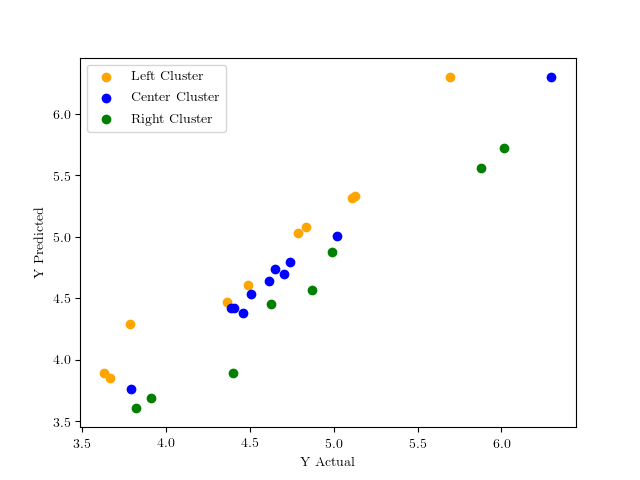 Left Cluster
Center Cluster
Right Cluster
6.0
5.5
5.0
4.5
4.0
3.5
Y Predicted
3.5 4.0 4.5 5.0 5.5 6.0
Y Actual